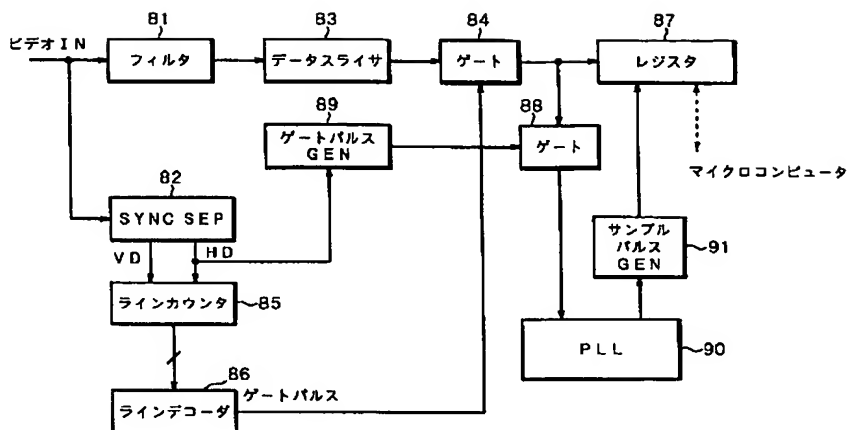 81
83
84
87
ビデオIN
フィルタ
データスライサ
ゲート
レジスタ
89
88
ゲートパルス
GEN
ゲート
マイクロコンピュータ
82
SYNC SEP
サンプル
パルス
GEN
91
VD
HD
ラインカウンタ
85
PLL
90
86
ゲートパルス
ラインデコーダ